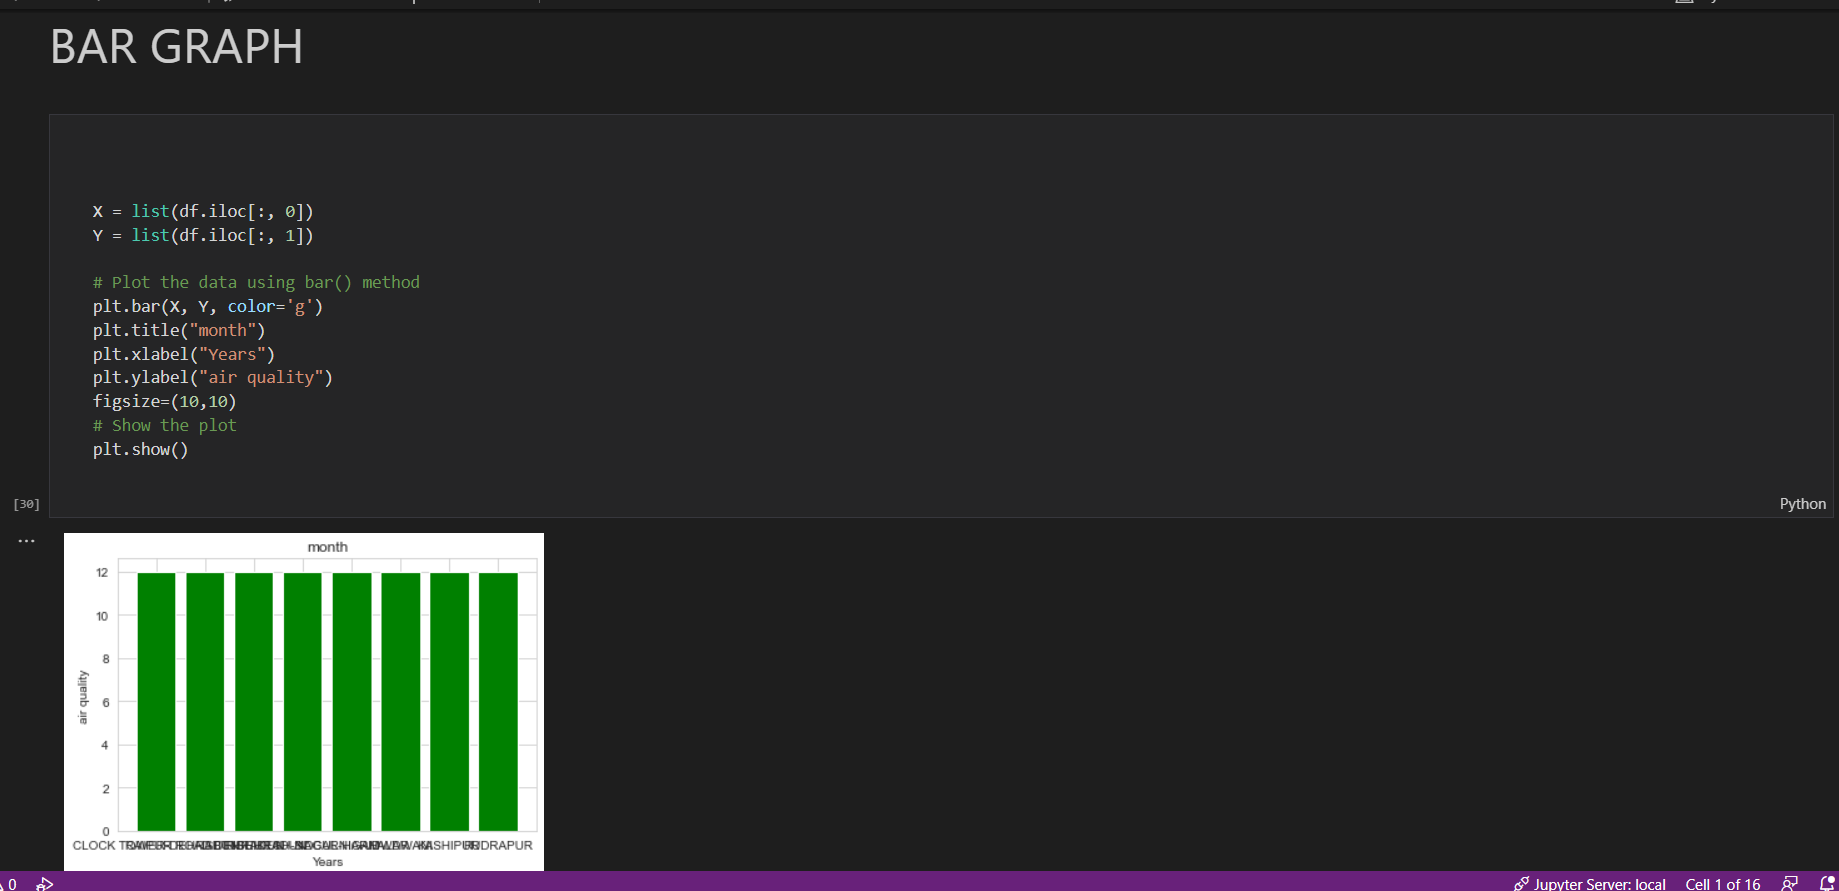 BAR GRAPH
X = list(df.iloc[:, 0])
Y = list(df.iloc[:, 1])
# Plot the data using bar() method
plt.bar(X, Y, color='g')
plt.title("month")
plt.xlabel("Years")
plt.ylabel("air quality")
figsize=(10,10)
# Show the plot
plt.show()
[30]
Python
...
month
12
10
8
6
4
2
0
air quality
CLOCK
Years
0
Jupyter Server: local Cell 1 of 16